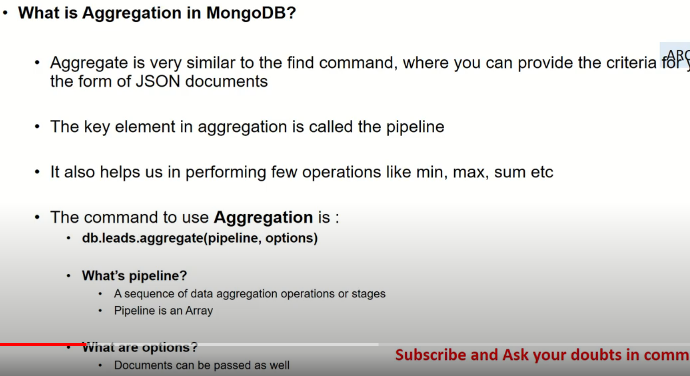 • What is Aggregation in MongoDB?
• Aggregate is very similar to the find command, where you can provide the criteria for
the form of JSON documents
• The key element in aggregation is called the pipeline
• It also helps us in performing few operations like min, max, sum etc
• The command to use Aggregation is :
• db.leads.aggregate(pipeline, options)
• What's pipeline?
• A sequence of data aggregation operations or stages
• Pipeline is an Array
• What are options?
• Documents can be passed as well
Subscribe and Ask your doubts in comm